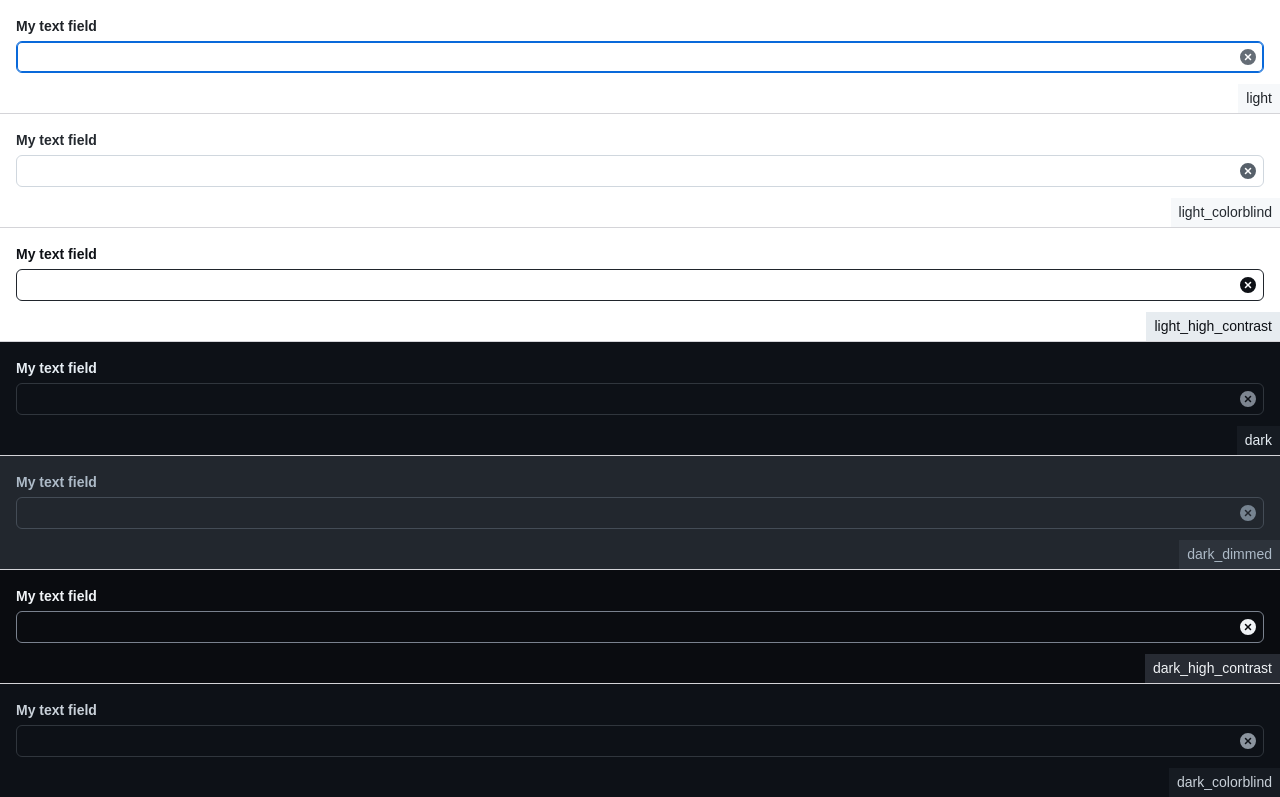 My text field
light
My text field
light_colorblind
My text field
light_high_contrast
My text field
dark
My text field
dark_dimmed
My text field
dark_high_contrast
My text field
dark_colorblind